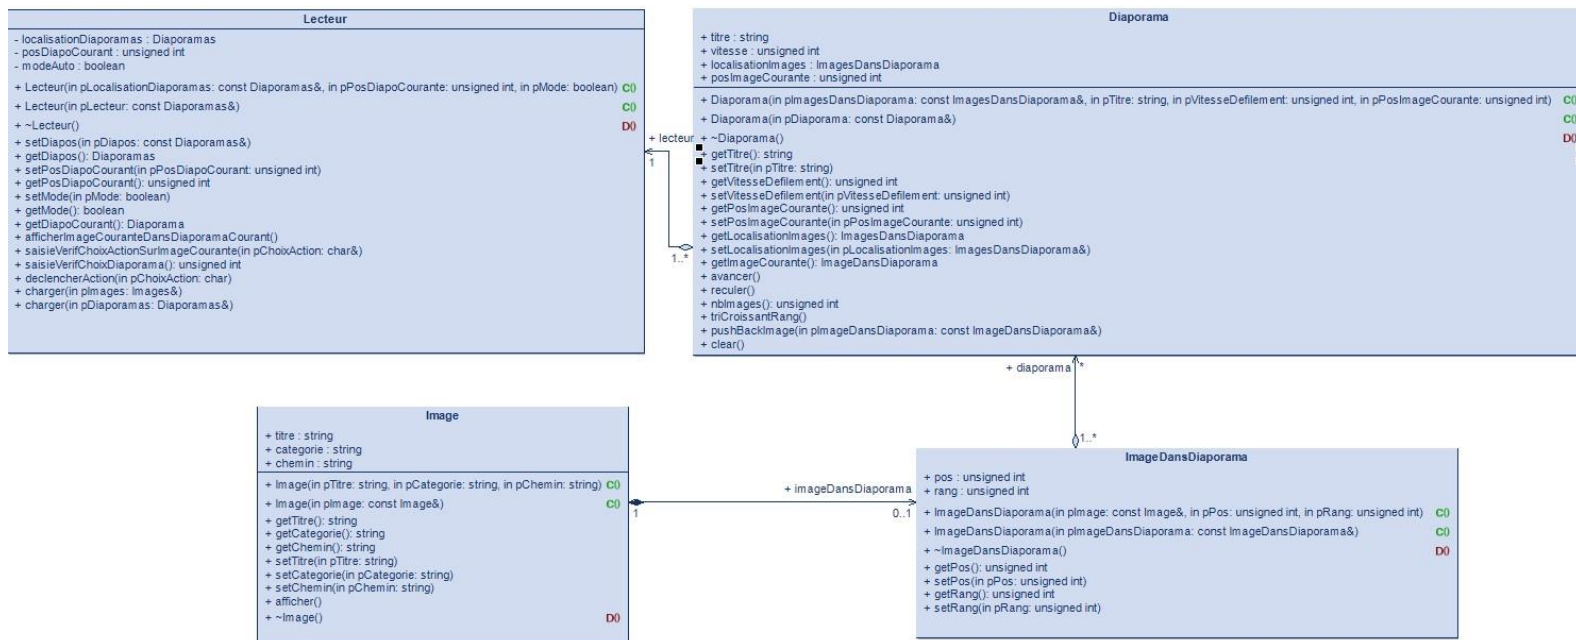 Lecteur
- localisationDiaporamas : Diaporamas
- posDiapoCourant : unsigned int
- modeAuto : boolean
+ Lecteur(in pLocalisationDiaporamas: const Diaporamas&, in pPosDiapoCourante: unsigned int, in pMode: boolean) C()
+ Lecteur(in pLecteur: const Diaporamas&) C()
+ ~Lecteur() D()
+ setDiapos(in pDiapos: const Diaporamas&)
+ getDiapos(): Diaporamas
+ setPosDiapoCourant(in pPosDiapoCourant: unsigned int)
+ getPosDiapoCourant(): unsigned int
+ setMode(in pMode: boolean)
+ getMode(): boolean
+ getDiapoCourant(): Diaporama
+ afficherImageCouranteDansDiaporamaCourant()
+ saisieVerifChoixActionSurImageCourante(in pChoixAction: char&)
+ saisieVerifChoixDiaporama(): unsigned int
+ declencherAction(in pChoixAction: char)
+ charger(in pImages: Images&)
+ charger(in pDiaporamas: Diaporamas&)
+ lecteur
1
1..*
Diaporama
+ titre : string
+ vitesse : unsigned int
+ localisationImages : ImagesDansDiaporama
+ posImageCourante : unsigned int
+ Diaporama(in pImagesDansDiaporama: const ImagesDansDiaporama&, in pTitre: string, in pVitesseDefilement: unsigned int, in pPosImageCourante: unsigned int) C()
+ Diaporama(in pDiaporama: const Diaporama&) C()
+ ~Diaporama() D()
+ getTitre(): string
+ setTitre(in pTitre: string)
+ getVitesseDefilement(): unsigned int
+ setVitesseDefilement(in pVitesseDefilement: unsigned int)
+ getPosImageCourante(): unsigned int
+ setPosImageCourante(in pPosImageCourante: unsigned int)
+ getLocalisationImages(): ImagesDansDiaporama
+ setLocalisationImages(in pLocalisationImages: ImagesDansDiaporama&)
+ getImageCourante(): ImageDansDiaporama
+ avancer()
+ reculer()
+ nbImages(): unsigned int
+ triCroissantRang()
+ pushBackImage(in pImageDansDiaporama: const ImageDansDiaporama&)
+ clear()
+ diaporama *
1..*
Image
+ titre : string
+ categorie : string
+ chemin : string
+ Image(in pTitre: string, in pCategorie: string, in pChemin: string) C()
+ Image(in pImage: const Image&) C()
+ getTitre(): string
+ getCategorie(): string
+ getChemin(): string
+ setTitre(in pTitre: string)
+ setCategorie(in pCategorie: string)
+ setChemin(in pChemin: string)
+ afficher()
+ ~Image() D()
1
+ imageDansDiaporama
0..1
ImageDansDiaporama
+ pos : unsigned int
+ rang : unsigned int
+ ImageDansDiaporama(in pImage: const Image&, in pPos: unsigned int, in pRang: unsigned int) C()
+ ImageDansDiaporama(in pImageDansDiaporama: const ImageDansDiaporama&) C()
+ ~ImageDansDiaporama() D()
+ getPos(): unsigned int
+ setPos(in pPos: unsigned int)
+ getRang(): unsigned int
+ setRang(in pRang: unsigned int)